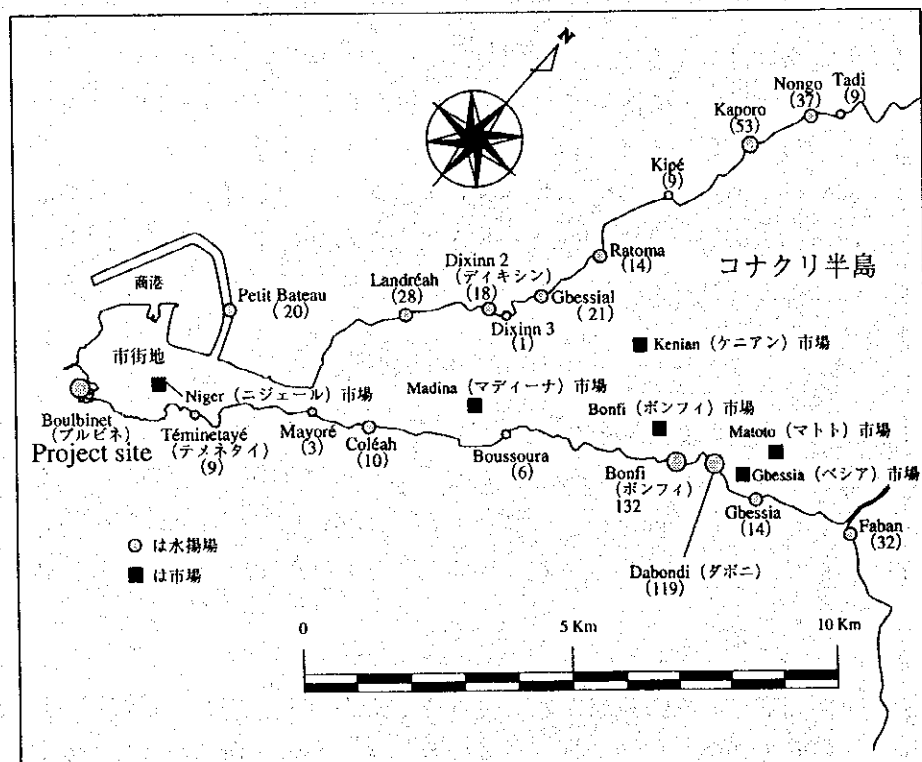 N
Nongo
(37)
Tadi
(9)
Kaporo
(53)
Kipé
(9)
Ratoma
(14)
コナクリ半島
商港
Petit Bateau
(20)
Landréah
(28)
Dixinn 2
(ディキシン)
(18)
Gbessial
(21)
Dixinn 3
(1)
Kenian(ケニアン)市場
市街地
Niger(ニジェール)市場
Madina(マディーナ)市場
Bonfi(ボンフィ)市場
Matoto(マトト)市場
Gbessia(ベシア)市場
Boulbinet
(ブルビネ)
Project site
Téminetayé
(テメネタイ)
(9)
Mayoré
(3)
Coléah
(10)
Boussoura
(6)
Bonfi
(ボンフィ)
132
Gbessia
(14)
Faban
(32)
Dabondi(ダボニ)
(119)
は水揚場
は市場
0
5 Km
10 Km